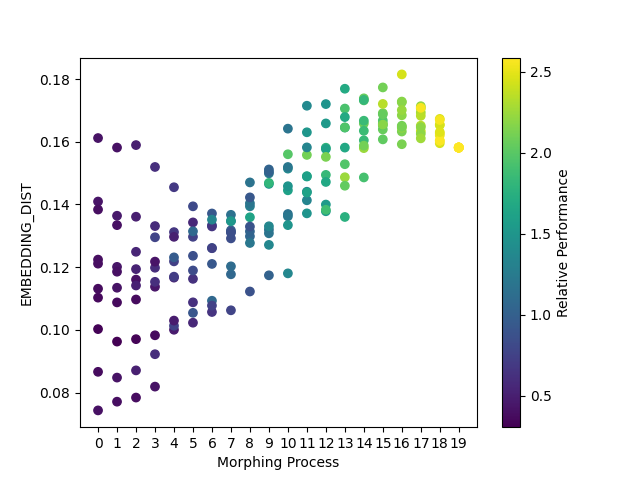 0.18
0.16
0.14
0.12
0.10
0.08
EMBEDDING_DIST
0 1 2 3 4 5 6 7 8 9 10 11 12 13 14 15 16 17 18 19
Morphing Process
2.5
2.0
1.5
1.0
0.5
Relative Performance